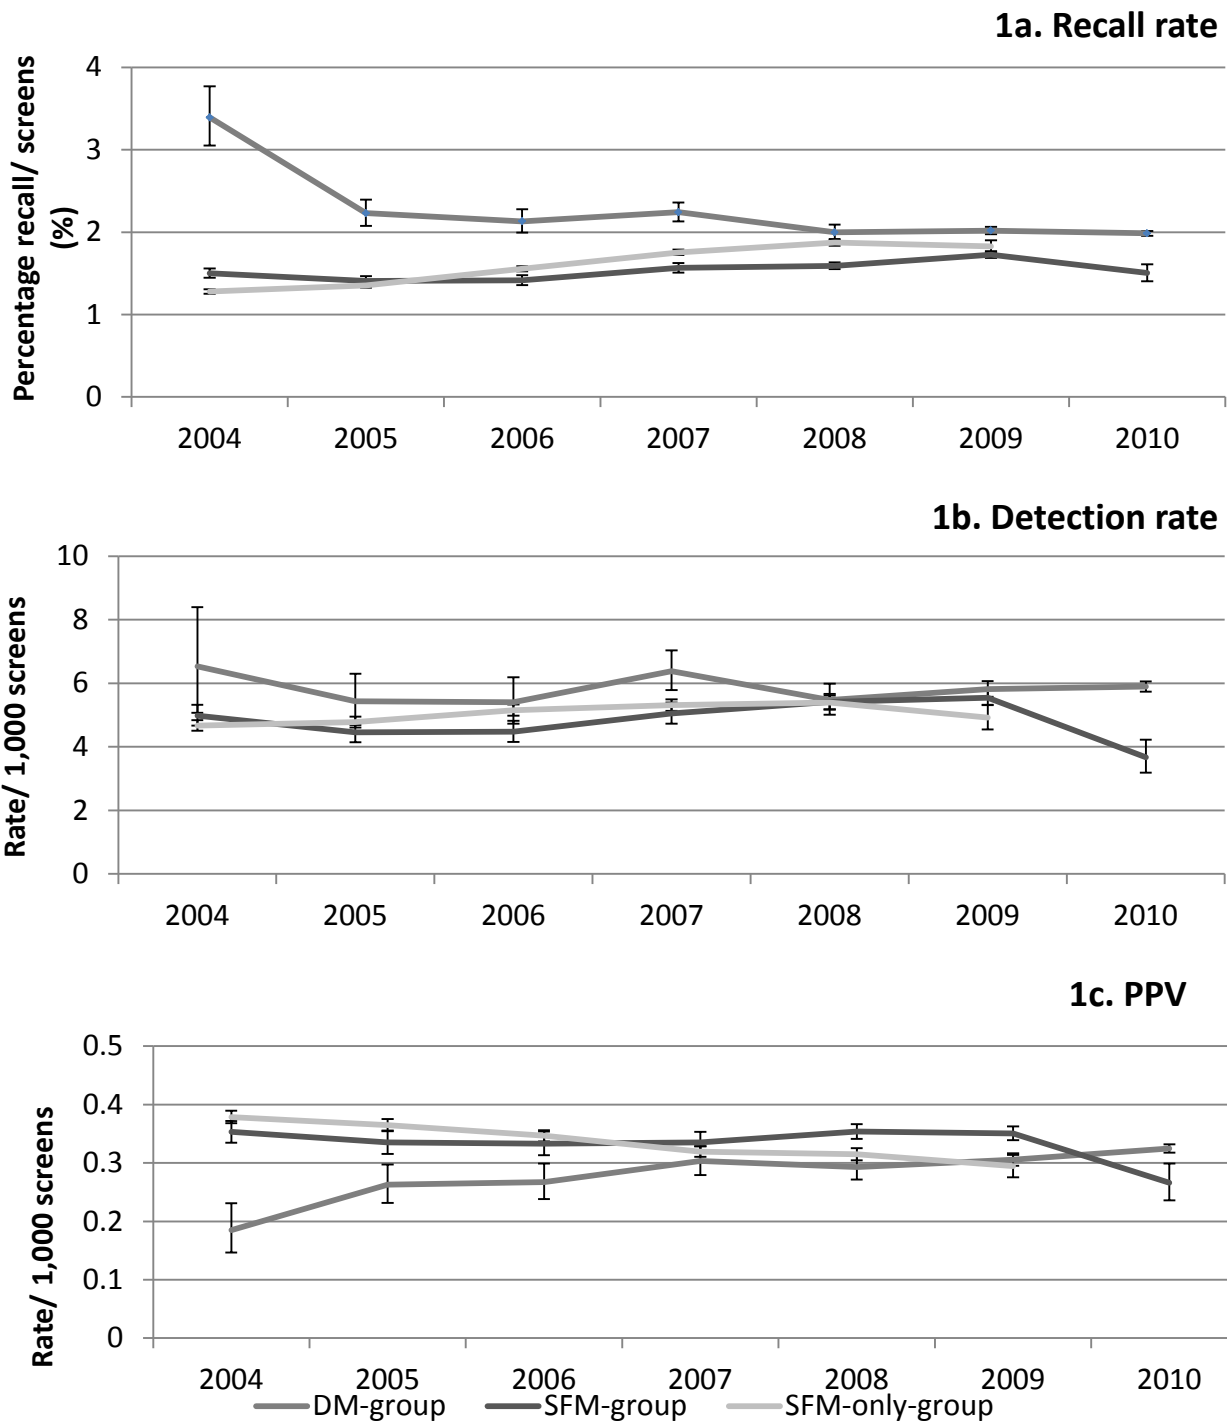 1a. Recall rate
Percentage recall/ screens
(%)
4
3
2
1
0
2004 2005 2006 2007 2008 2009 2010
1b. Detection rate
Rate/ 1,000 screens
10
8
6
4
2
0
2004 2005 2006 2007 2008 2009 2010
1c. PPV
Rate/ 1,000 screens
0.5
0.4
0.3
0.2
0.1
0
2004 2005 2006 2007 2008 2009 2010
DM-group SFM-group SFM-only-group